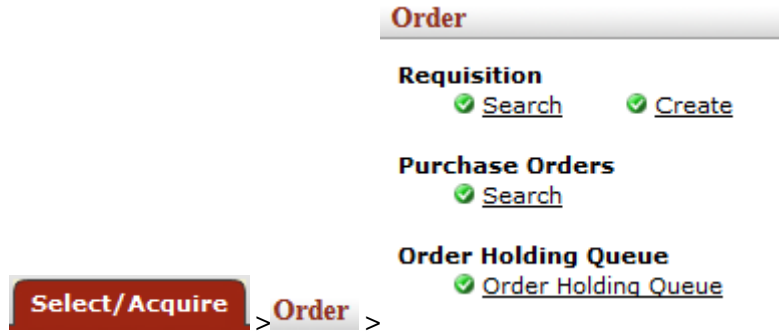 Order
Requisition
Search Create
Purchase Orders
Search
Order Holding Queue
Order Holding Queue
Select/Acquire > Order >